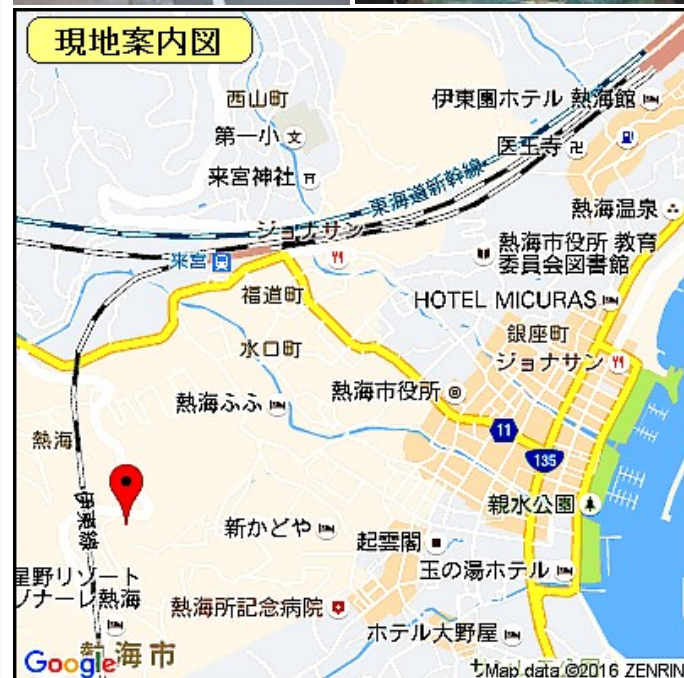 現地案内図
西山町
伊東園ホテル 熱海館
第一小
医王寺
来宮神社
東海道新幹線
熱海温泉
ジョナサン
来宮
熱海市役所 教育
委員会図書館
福道町
HOTEL MICURAS
銀座町
水口町
ジョナサン
熱海ふふ
熱海市役所
熱海
11
135
伊東線
親水公園
新かどや
起雲閣
星野リゾート
玉の湯ホテル
ソナーレ熱海
熱海所記念病院
ホテル大野屋
Google
熱海市
Map data ©2016 ZENRIN